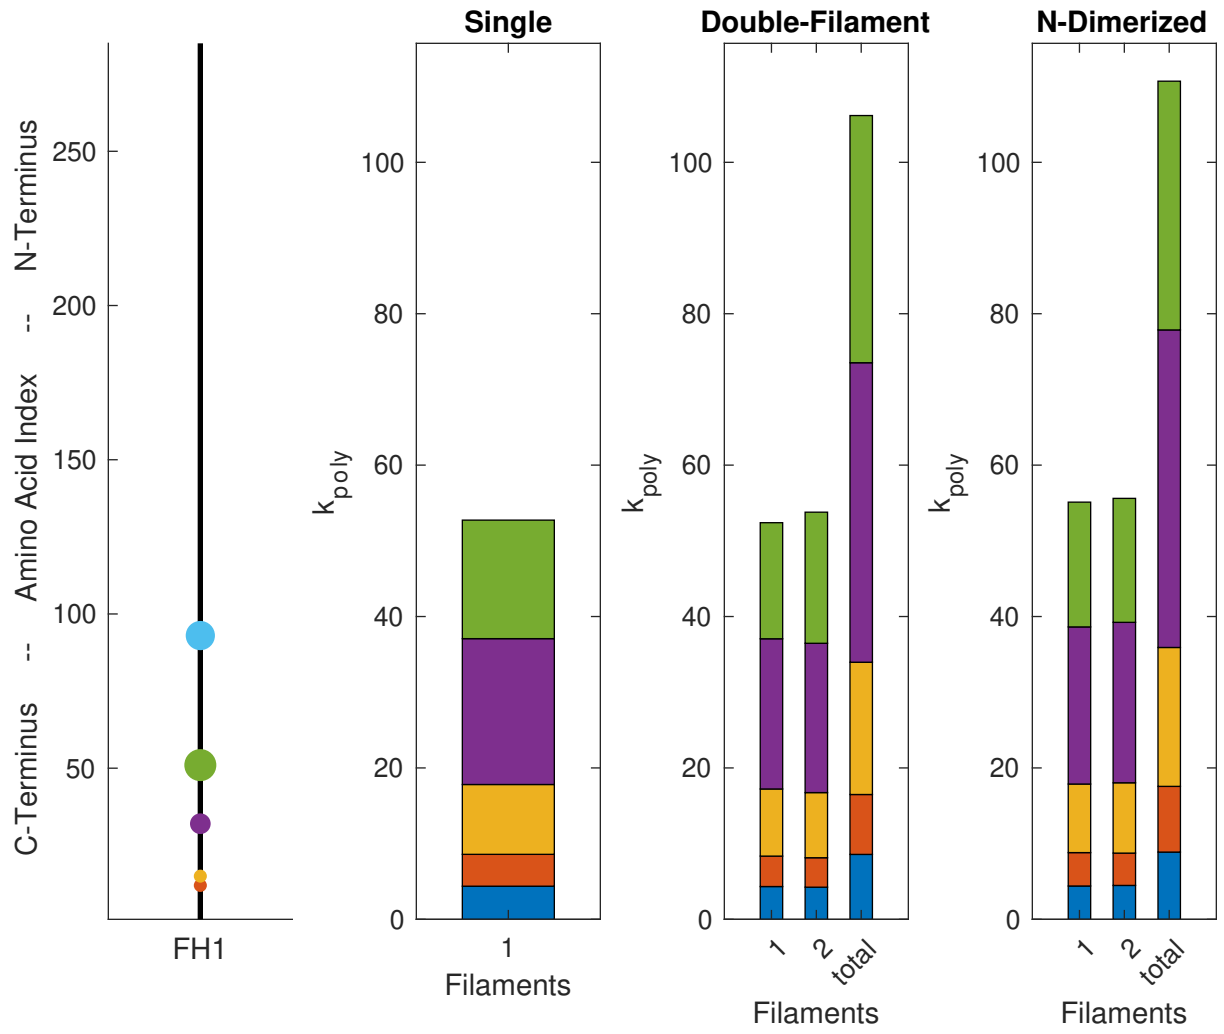 Single
Double-Filament
N-Dimerized
C-Terminus -- Amino Acid Index -- N-Terminus
250
200
150
100
50
FH1
k_poly
100
80
60
40
20
0
1
Filaments
k_poly
100
80
60
40
20
0
1
2
total
Filaments
k_poly
100
80
60
40
20
0
1
2
total
Filaments